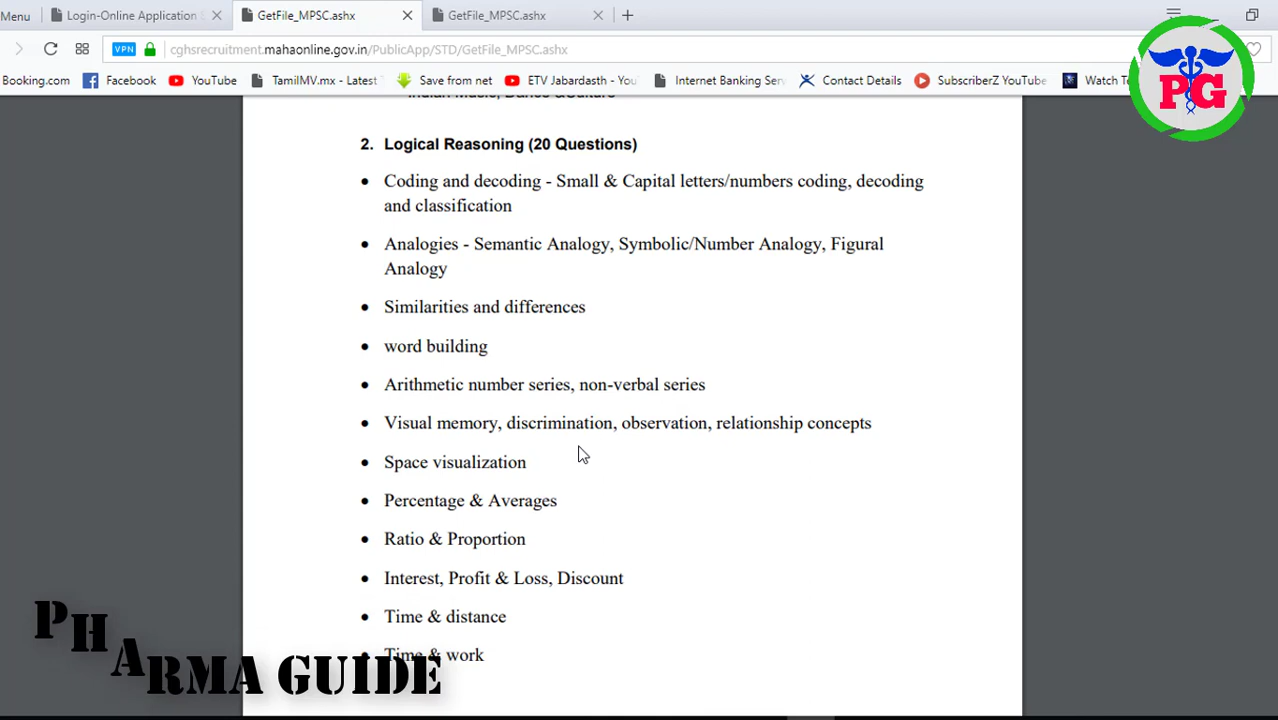 Menu
Login-Online Application
GetFile_MPSC.ashx
GetFile_MPSC.ashx
VPN
cghsrecruitment.mahaonline.gov.in/PublicApp/STD/GetFile_MPSC.ashx
Booking.com
Facebook
YouTube
TamilMV.mx - Latest
Save from net
ETV Jabardasth - You
Internet Banking Serv
Contact Details
SubscriberZ YouTube
Watch
PG
2. Logical Reasoning (20 Questions)
• Coding and decoding - Small & Capital letters/numbers coding, decoding
and classification
• Analogies - Semantic Analogy, Symbolic/Number Analogy, Figural
Analogy
• Similarities and differences
• word building
• Arithmetic number series, non-verbal series
• Visual memory, discrimination, observation, relationship concepts
• Space visualization
• Percentage & Averages
• Ratio & Proportion
• Interest, Profit & Loss, Discount
• Time & distance
• Time & work
PHARMA GUIDE